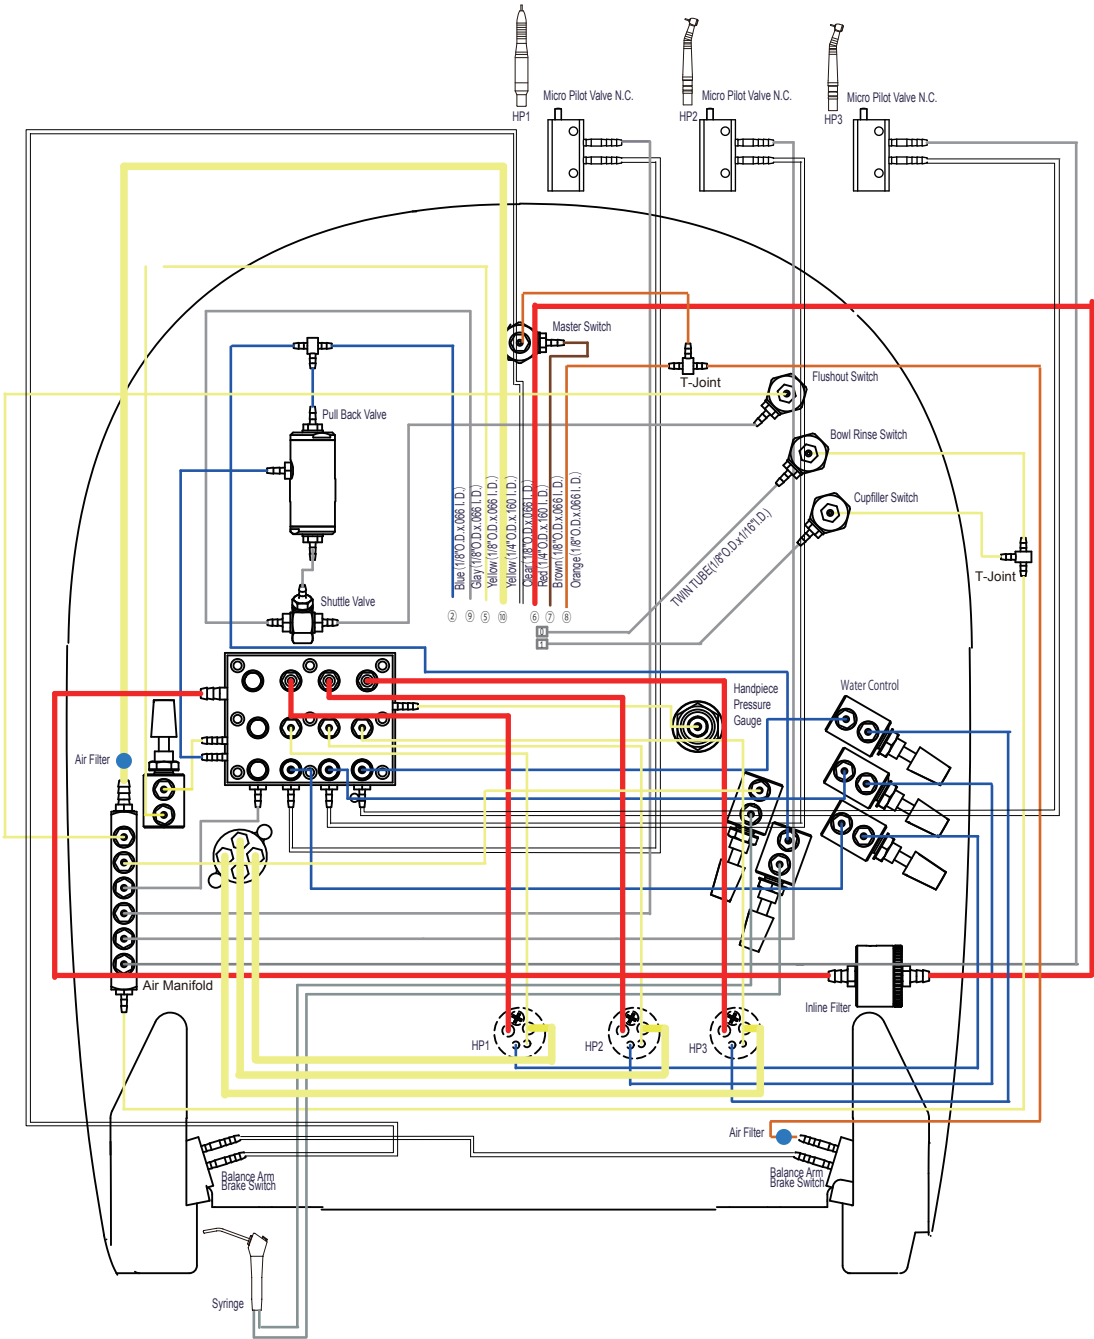 HP1
Micro Pilot Valve N.C.
HP2
Micro Pilot Valve N.C.
HP3
Micro Pilot Valve N.C.
Master Switch
T-Joint
Flushout Switch
Pull Back Valve
Bowl Rinse Switch
Cupfiller Switch
Blue (1/8"O.D.x.066 I. D.)
Glay (1/8"O.D.x.066 I. D.)
Yellow (1/8"O.D.x.066 I. D.)
Yellow (1/4"O.D.x.160 I. D.)
Clear (1/8"O.D.x.066 I. D.)
Red (1/4"O.D.x.160 I. D.)
Brown (1/8"O.D.x.066 I. D.)
Orange (1/8"O.D.x.066 I. D.)
TWIN TUBE(1/8"O.D.x1/16"I.D.)
T-Joint
Shuttle Valve
② ⑨ ⑤ ⑩ ⑥ ⑦ ⑧
0
1
Handpiece
Pressure
Gauge
Water Control
Air Filter
Air Manifold
Inline Filter
HP1
HP2
HP3
Air Filter
Balance Arm
Brake Switch
Balance Arm
Brake Switch
Syringe